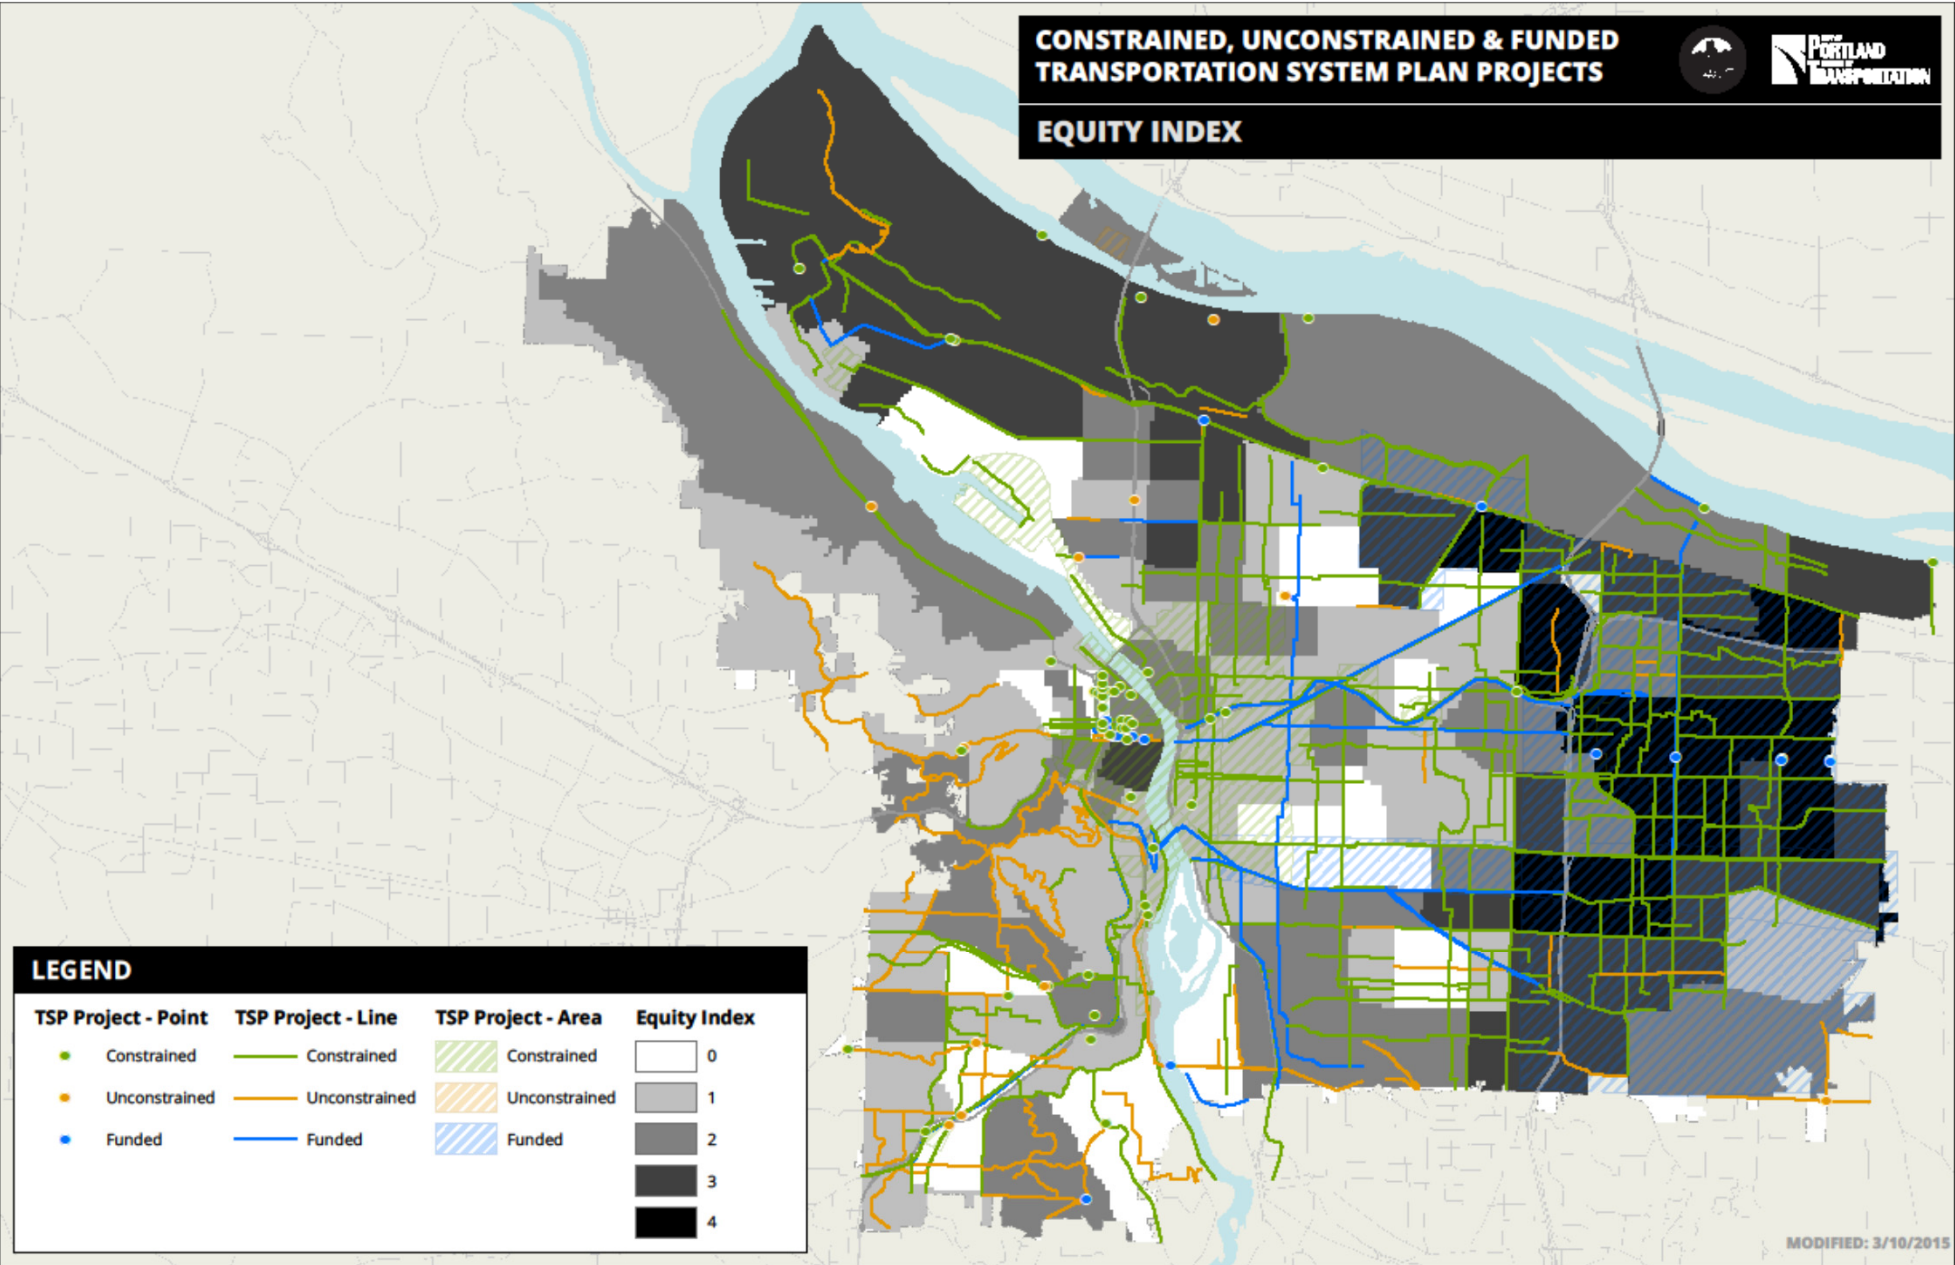 CONSTRAINED, UNCONSTRAINED & FUNDED
TRANSPORTATION SYSTEM PLAN PROJECTS
PORTLAND
TRANSPORTATION
EQUITY INDEX
LEGEND
TSP Project - Point
Constrained
Unconstrained
Funded
TSP Project - Line
Constrained
Unconstrained
Funded
TSP Project - Area
Constrained
Unconstrained
Funded
Equity Index
0
1
2
3
4
MODIFIED: 3/10/2015